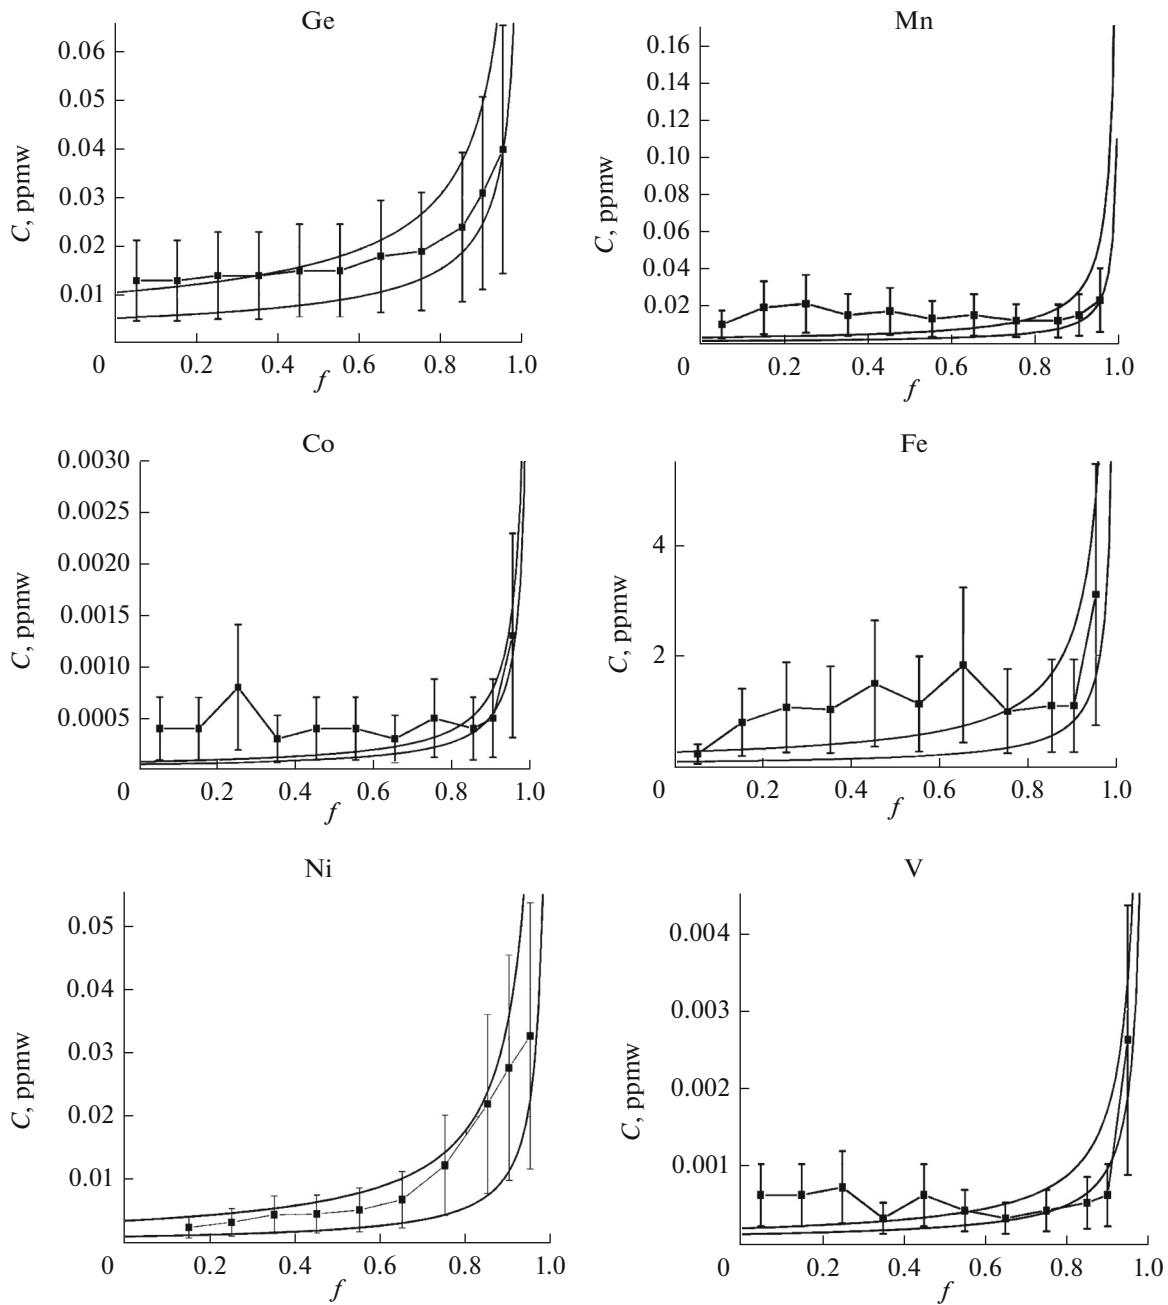 Ge
0.06
0.05
0.04
0.03
0.02
0.01
C, ppmw
0 0.2 0.4 0.6 0.8 1.0
f
Mn
0.16
0.14
0.12
0.10
0.08
0.06
0.04
0.02
C, ppmw
0 0.2 0.4 0.6 0.8 1.0
f
Co
0.0030
0.0025
0.0020
0.0015
0.0010
0.0005
C, ppmw
0 0.2 0.4 0.6 0.8 1.0
f
Fe
4
2
C, ppmw
0 0.2 0.4 0.6 0.8 1.0
f
Ni
0.05
0.04
0.03
0.02
0.01
C, ppmw
0 0.2 0.4 0.6 0.8 1.0
f
V
0.004
0.003
0.002
0.001
C, ppmw
0 0.2 0.4 0.6 0.8 1.0
f